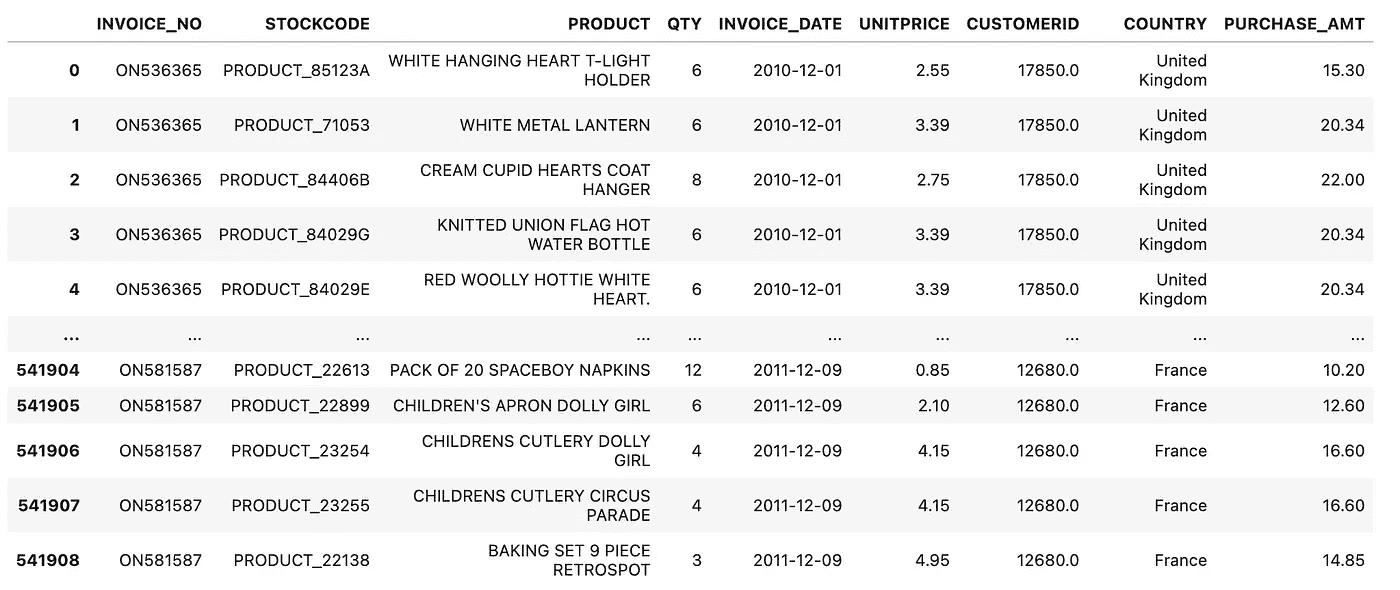 INVOICE_NO STOCKCODE PRODUCT QTY INVOICE_DATE UNITPRICE CUSTOMERID COUNTRY PURCHASE_AMT
0 ON536365 PRODUCT_85123A WHITE HANGING HEART T-LIGHT HOLDER 6 2010-12-01 2.55 17850.0 United Kingdom 15.30
1 ON536365 PRODUCT_71053 WHITE METAL LANTERN 6 2010-12-01 3.39 17850.0 United Kingdom 20.34
2 ON536365 PRODUCT_84406B CREAM CUPID HEARTS COAT HANGER 8 2010-12-01 2.75 17850.0 United Kingdom 22.00
3 ON536365 PRODUCT_84029G KNITTED UNION FLAG HOT WATER BOTTLE 6 2010-12-01 3.39 17850.0 United Kingdom 20.34
4 ON536365 PRODUCT_84029E RED WOOLLY HOTTIE WHITE HEART. 6 2010-12-01 3.39 17850.0 United Kingdom 20.34
... ... ... ... ... ... ... ... ... ...
541904 ON581587 PRODUCT_22613 PACK OF 20 SPACEBOY NAPKINS 12 2011-12-09 0.85 12680.0 France 10.20
541905 ON581587 PRODUCT_22899 CHILDREN'S APRON DOLLY GIRL 6 2011-12-09 2.10 12680.0 France 12.60
541906 ON581587 PRODUCT_23254 CHILDRENS CUTLERY DOLLY GIRL 4 2011-12-09 4.15 12680.0 France 16.60
541907 ON581587 PRODUCT_23255 CHILDRENS CUTLERY CIRCUS PARADE 4 2011-12-09 4.15 12680.0 France 16.60
541908 ON581587 PRODUCT_22138 BAKING SET 9 PIECE RETROSPOT 3 2011-12-09 4.95 12680.0 France 14.85